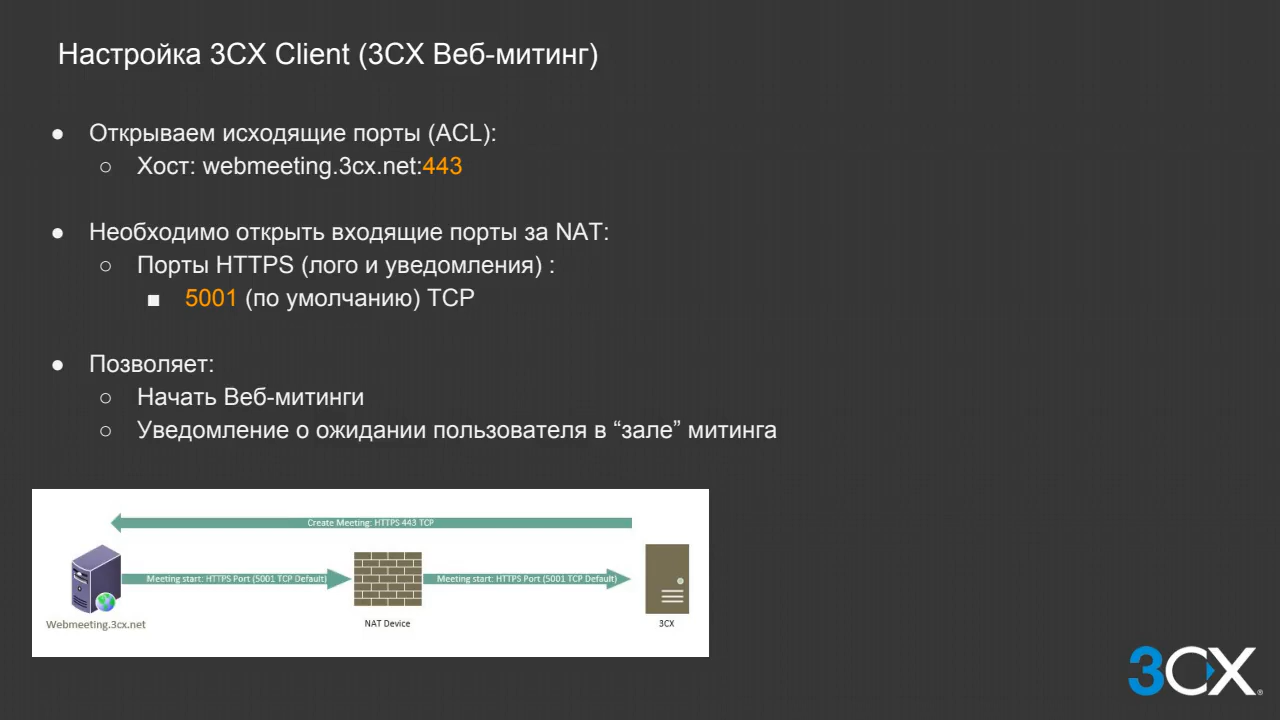 Настройка 3CX Client (3CX Веб-митинг)
● Открываем исходящие порты (ACL):
○ Хост: webmeeting.3cx.net:443
● Необходимо открыть входящие порты за NAT:
○ Порты HTTPS (лого и уведомления) :
■ 5001 (по умолчанию) TCP
● Позволяет:
○ Начать Веб-митинги
○ Уведомление о ожидании пользователя в “зале” митинга
Create Meeting: HTTPS 443 TCP
Meeting start: HTTPS Port (5001 TCP Default)
Meeting start: HTTPS Port (5001 TCP Default)
Webmeeting.3cx.net
NAT Device
3CX
3CX®